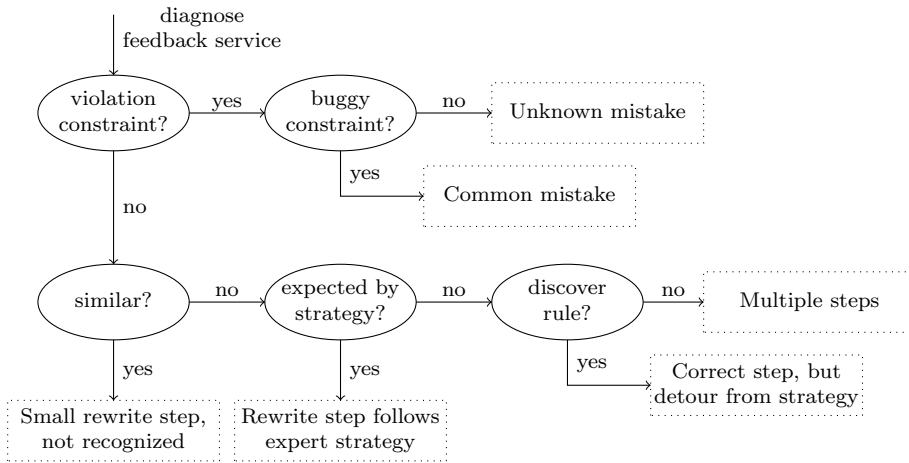 diagnose
feedback service
violation
constraint?
yes
buggy
constraint?
no
Unknown mistake
yes
Common mistake
no
similar?
no
expected by
strategy?
no
discover
rule?
no
Multiple steps
yes
Small rewrite step,
not recognized
yes
Rewrite step follows
expert strategy
yes
Correct step, but
detour from strategy